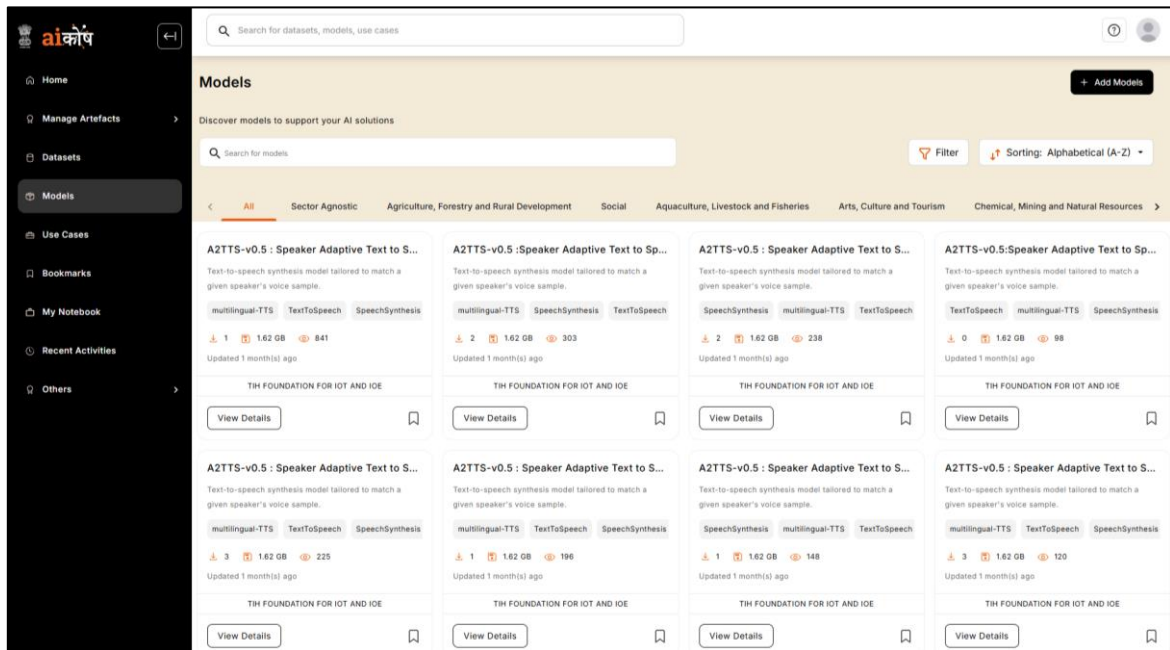 aiकोष
Search for datasets, models, use cases
Home
Manage Artefacts
Datasets
Models
Use Cases
Bookmarks
My Notebook
Recent Activities
Others
Models
+ Add Models
Discover models to support your AI solutions
Search for models
Filter
Sorting: Alphabetical (A-Z)
All Sector Agnostic Agriculture, Forestry and Rural Development Social Aquaculture, Livestock and Fisheries Arts, Culture and Tourism Chemical, Mining and Natural Resources
A2TTS-v0.5 : Speaker Adaptive Text to S...
Text-to-speech synthesis model tailored to match a
given speaker's voice sample.
multilingual-TTS TextToSpeech SpeechSynthesis
1 1.62 GB 841
Updated 1 month(s) ago
TIH FOUNDATION FOR IOT AND IOE
View Details
A2TTS-v0.5 :Speaker Adaptive Text to Sp...
Text-to-speech synthesis model tailored to match a
given speaker's voice sample.
multilingual-TTS SpeechSynthesis TextToSpeech
2 1.62 GB 303
Updated 1 month(s) ago
TIH FOUNDATION FOR IOT AND IOE
View Details
A2TTS-v0.5 : Speaker Adaptive Text to S...
Text-to-speech synthesis model tailored to match a
given speaker's voice sample.
SpeechSynthesis multilingual-TTS TextToSpeech
2 1.62 GB 238
Updated 1 month(s) ago
TIH FOUNDATION FOR IOT AND IOE
View Details
A2TTS-v0.5:Speaker Adaptive Text to Sp...
Text-to-speech synthesis model tailored to match a
given speaker's voice sample.
TextToSpeech multilingual-TTS SpeechSynthesis
0 1.62 GB 98
Updated 1 month(s) ago
TIH FOUNDATION FOR IOT AND IOE
View Details
A2TTS-v0.5 : Speaker Adaptive Text to S...
Text-to-speech synthesis model tailored to match a
given speaker's voice sample.
multilingual-TTS TextToSpeech SpeechSynthesis
3 1.62 GB 225
Updated 1 month(s) ago
TIH FOUNDATION FOR IOT AND IOE
View Details
A2TTS-v0.5 : Speaker Adaptive Text to S...
Text-to-speech synthesis model tailored to match a
given speaker's voice sample.
multilingual-TTS TextToSpeech SpeechSynthesis
1 1.62 GB 196
Updated 1 month(s) ago
TIH FOUNDATION FOR IOT AND IOE
View Details
A2TTS-v0.5 : Speaker Adaptive Text to S...
Text-to-speech synthesis model tailored to match a
given speaker's voice sample.
SpeechSynthesis multilingual-TTS TextToSpeech
1 1.62 GB 148
Updated 1 month(s) ago
TIH FOUNDATION FOR IOT AND IOE
View Details
A2TTS-v0.5 : Speaker Adaptive Text to S...
Text-to-speech synthesis model tailored to match a
given speaker's voice sample.
multilingual-TTS TextToSpeech SpeechSynthesis
3 1.62 GB 120
Updated 1 month(s) ago
TIH FOUNDATION FOR IOT AND IOE
View Details